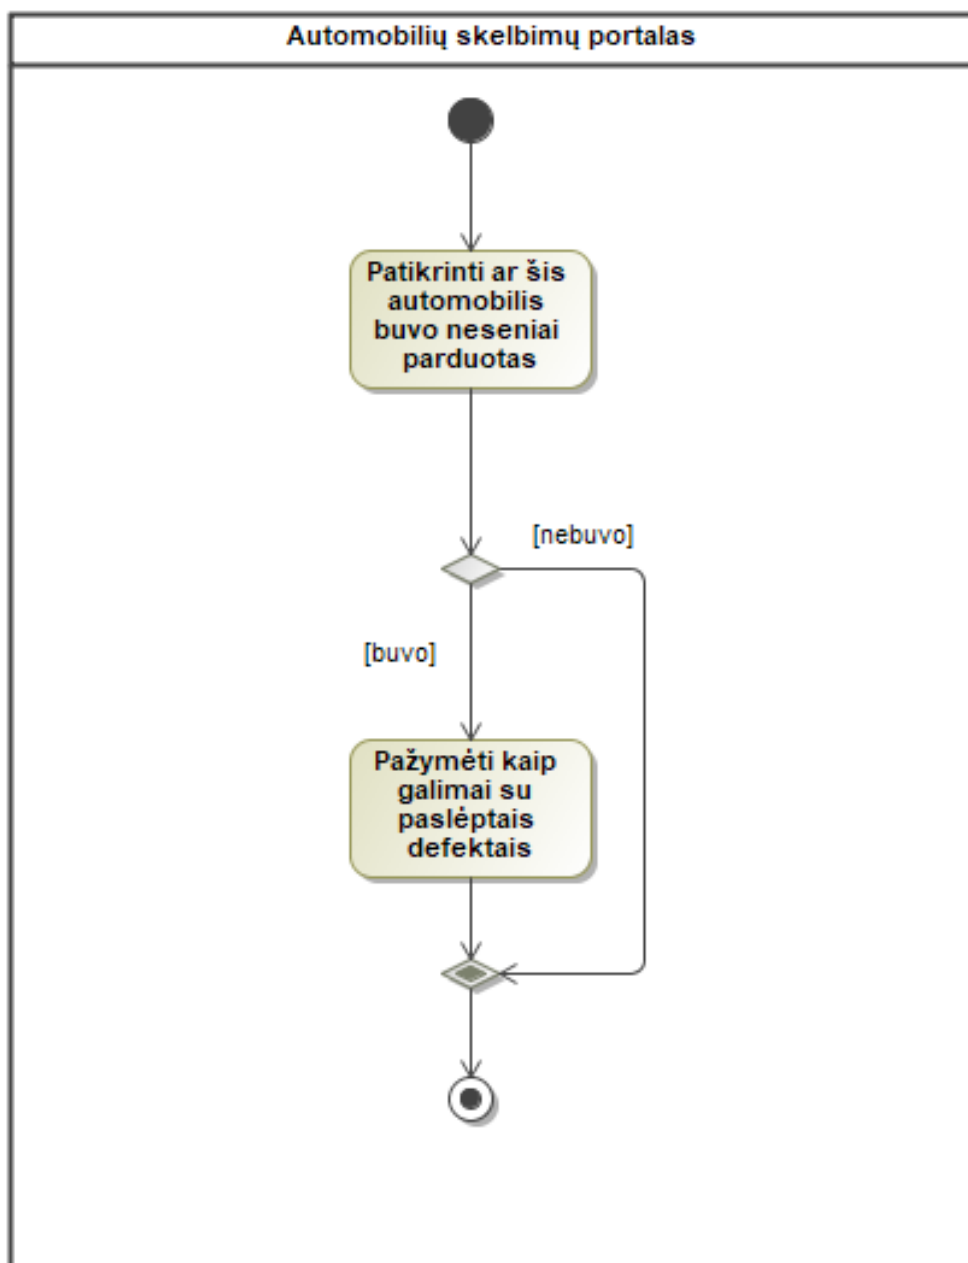 Automobilių skelbimų portalas
Patikrinti ar šis
automobilis
buvo neseniai
parduotas
[nebuvo]
[buvo]
Pažymėti kaip
galimai su
paslėptais
defektais